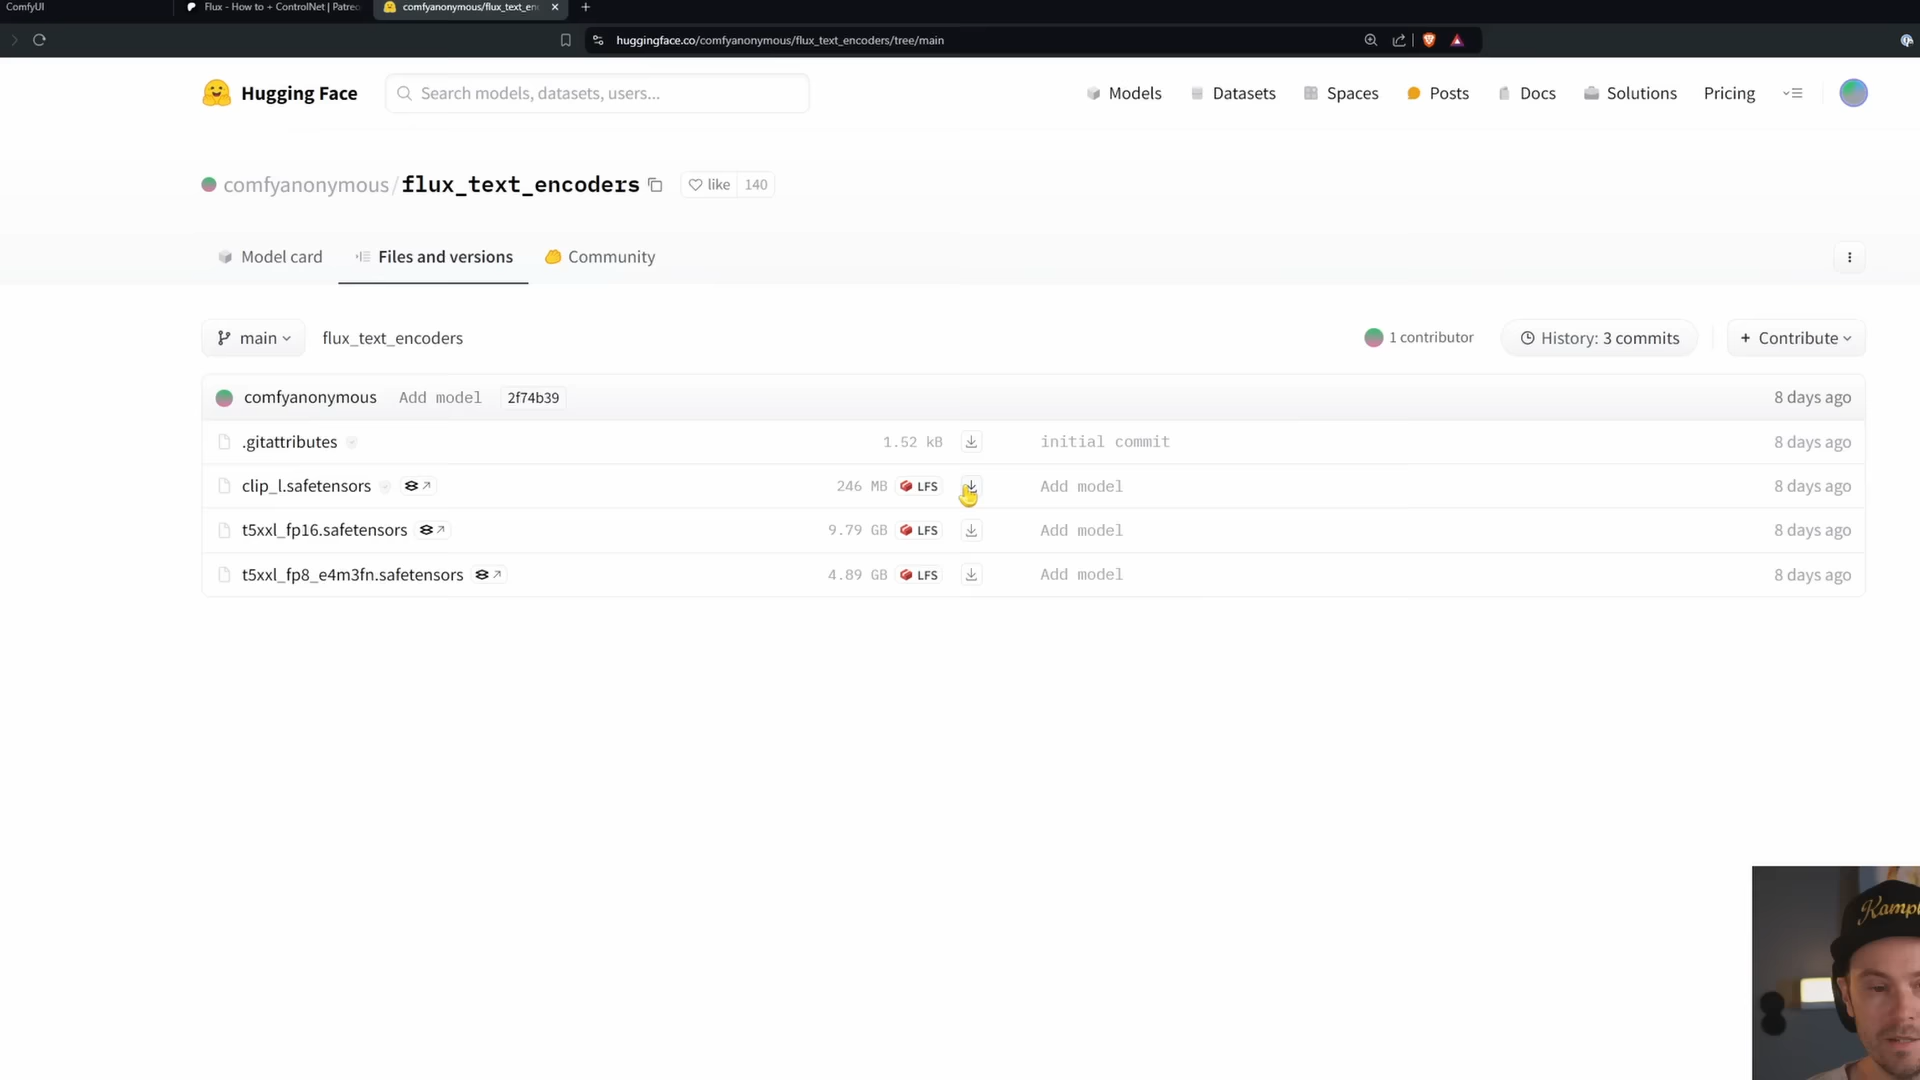 ComfyUI
Flux - How to + ControlNet | Patreo
comfyanonymous/flux_text_en
huggingface.co/comfyanonymous/flux_text_encoders/tree/main
Hugging Face
Search models, datasets, users...
Models
Datasets
Spaces
Posts
Docs
Solutions
Pricing
comfyanonymous/flux_text_encoders
like 140
Model card
Files and versions
Community
main
flux_text_encoders
1 contributor
History: 3 commits
+ Contribute
comfyanonymous Add model 2f74b39 8 days ago
.gitattributes 1.52 kB initial commit 8 days ago
clip_l.safetensors 246 MB LFS Add model 8 days ago
t5xxl_fp16.safetensors 9.79 GB LFS Add model 8 days ago
t5xxl_fp8_e4m3fn.safetensors 4.89 GB LFS Add model 8 days ago